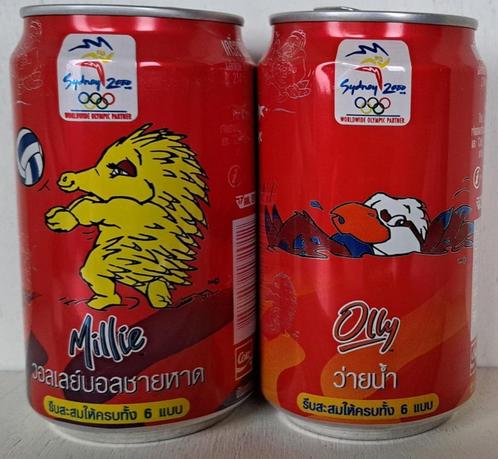 Sydney 2000
WORLDWIDE OLYMPIC PARTNER
Millie
วอลเลย์บอลชายหาด
รีบสะสมให้ครบทั้ง 6 แบบ
Sydney 2000
WORLDWIDE OLYMPIC PARTNER
Olly
ว่ายน้ำ
รีบสะสมให้ครบทั้ง 6 แบบ